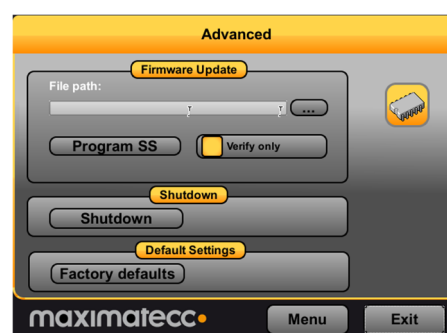 Advanced
Firmware Update
File path:
...
Program SS
Verify only
Shutdown
Shutdown
Default Settings
Factory defaults
maximatecc
Menu
Exit